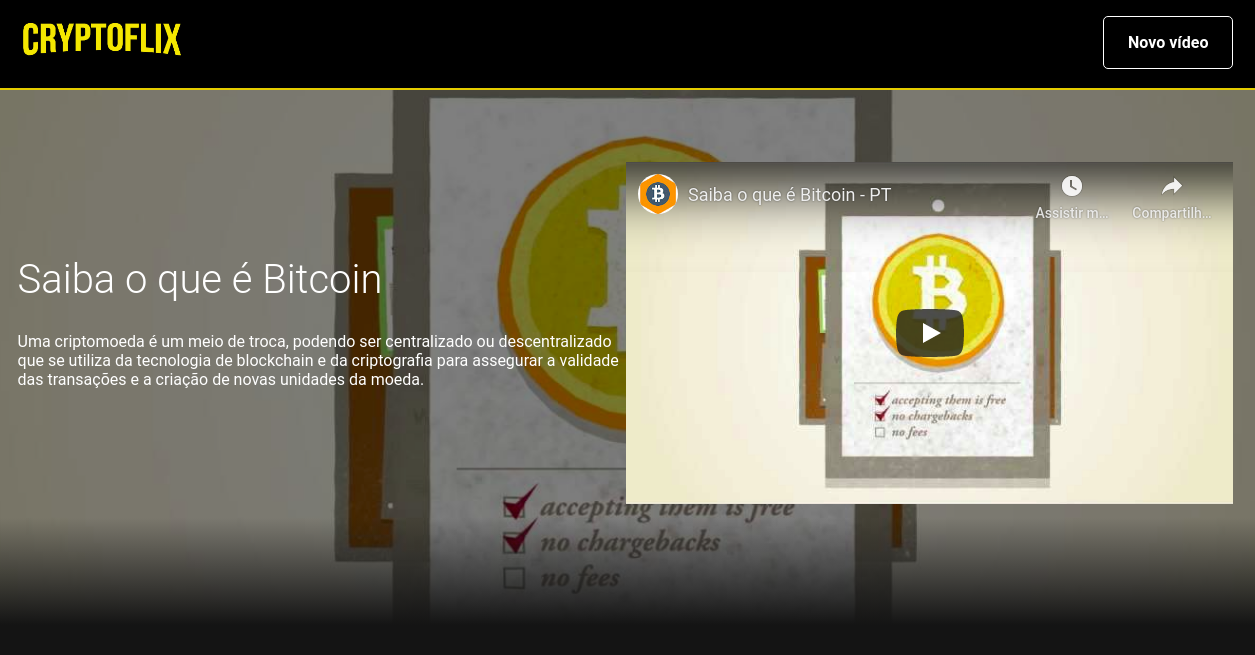 CRYPTOFLIX
Novo vídeo
Saiba o que é Bitcoin - PT
Assistir m...
Compartilh...
Saiba o que é Bitcoin
Uma criptomoeda é um meio de troca, podendo ser centralizado ou descentralizado
que se utiliza da tecnologia de blockchain e da criptografia para assegurar a validade
das transações e a criação de novas unidades da moeda.
accepting them is free
no chargebacks
no fees
accepting them is free
no chargebacks
no fees